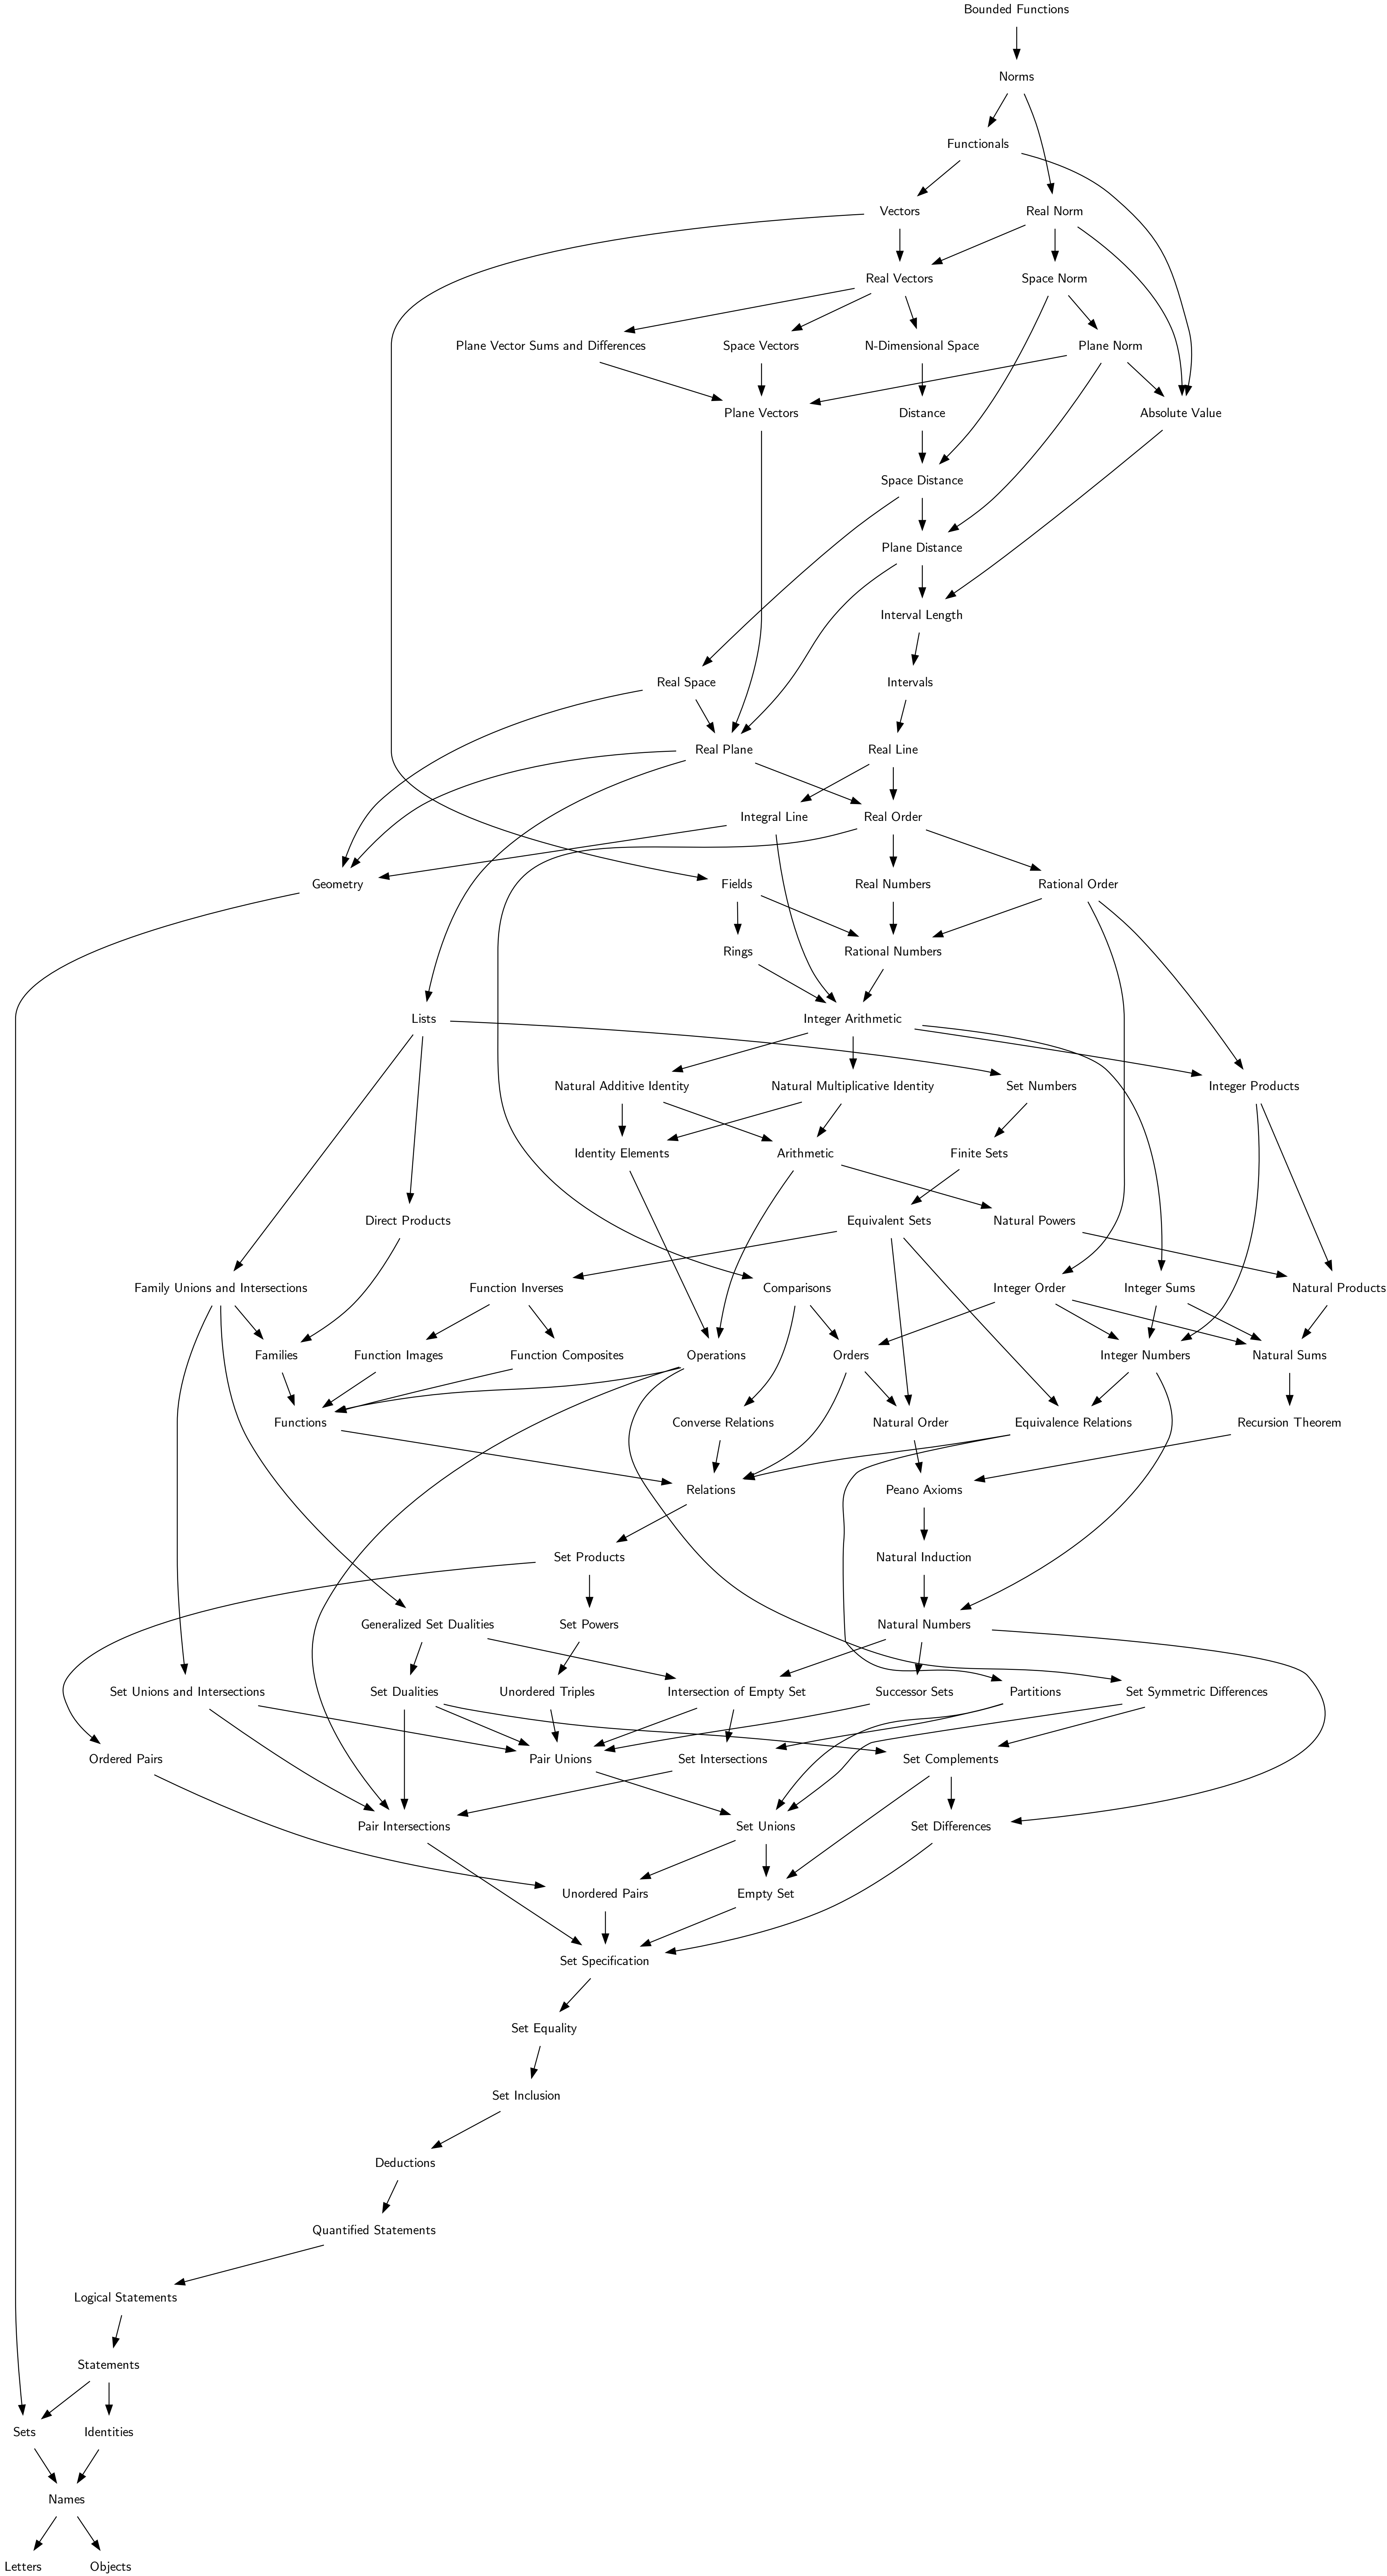 Bounded Functions
Norms
Functionals
Vectors
Real Norm
Real Vectors
Space Norm
Plane Vector Sums and Differences
Space Vectors
N-Dimensional Space
Plane Norm
Plane Vectors
Distance
Absolute Value
Space Distance
Plane Distance
Interval Length
Real Space
Intervals
Real Plane
Real Line
Integral Line
Real Order
Geometry
Fields
Real Numbers
Rational Order
Rings
Rational Numbers
Lists
Integer Arithmetic
Natural Additive Identity
Natural Multiplicative Identity
Set Numbers
Integer Products
Identity Elements
Arithmetic
Finite Sets
Direct Products
Equivalent Sets
Natural Powers
Family Unions and Intersections
Function Inverses
Comparisons
Integer Order
Integer Sums
Natural Products
Families
Function Images
Function Composites
Operations
Orders
Integer Numbers
Natural Sums
Functions
Converse Relations
Natural Order
Equivalence Relations
Recursion Theorem
Relations
Peano Axioms
Set Products
Natural Induction
Generalized Set Dualities
Set Powers
Natural Numbers
Set Unions and Intersections
Set Dualities
Unordered Triples
Intersection of Empty Set
Successor Sets
Partitions
Set Symmetric Differences
Ordered Pairs
Pair Unions
Set Intersections
Set Complements
Pair Intersections
Set Unions
Set Differences
Unordered Pairs
Empty Set
Set Specification
Set Equality
Set Inclusion
Deductions
Quantified Statements
Logical Statements
Statements
Sets
Identities
Names
Letters
Objects